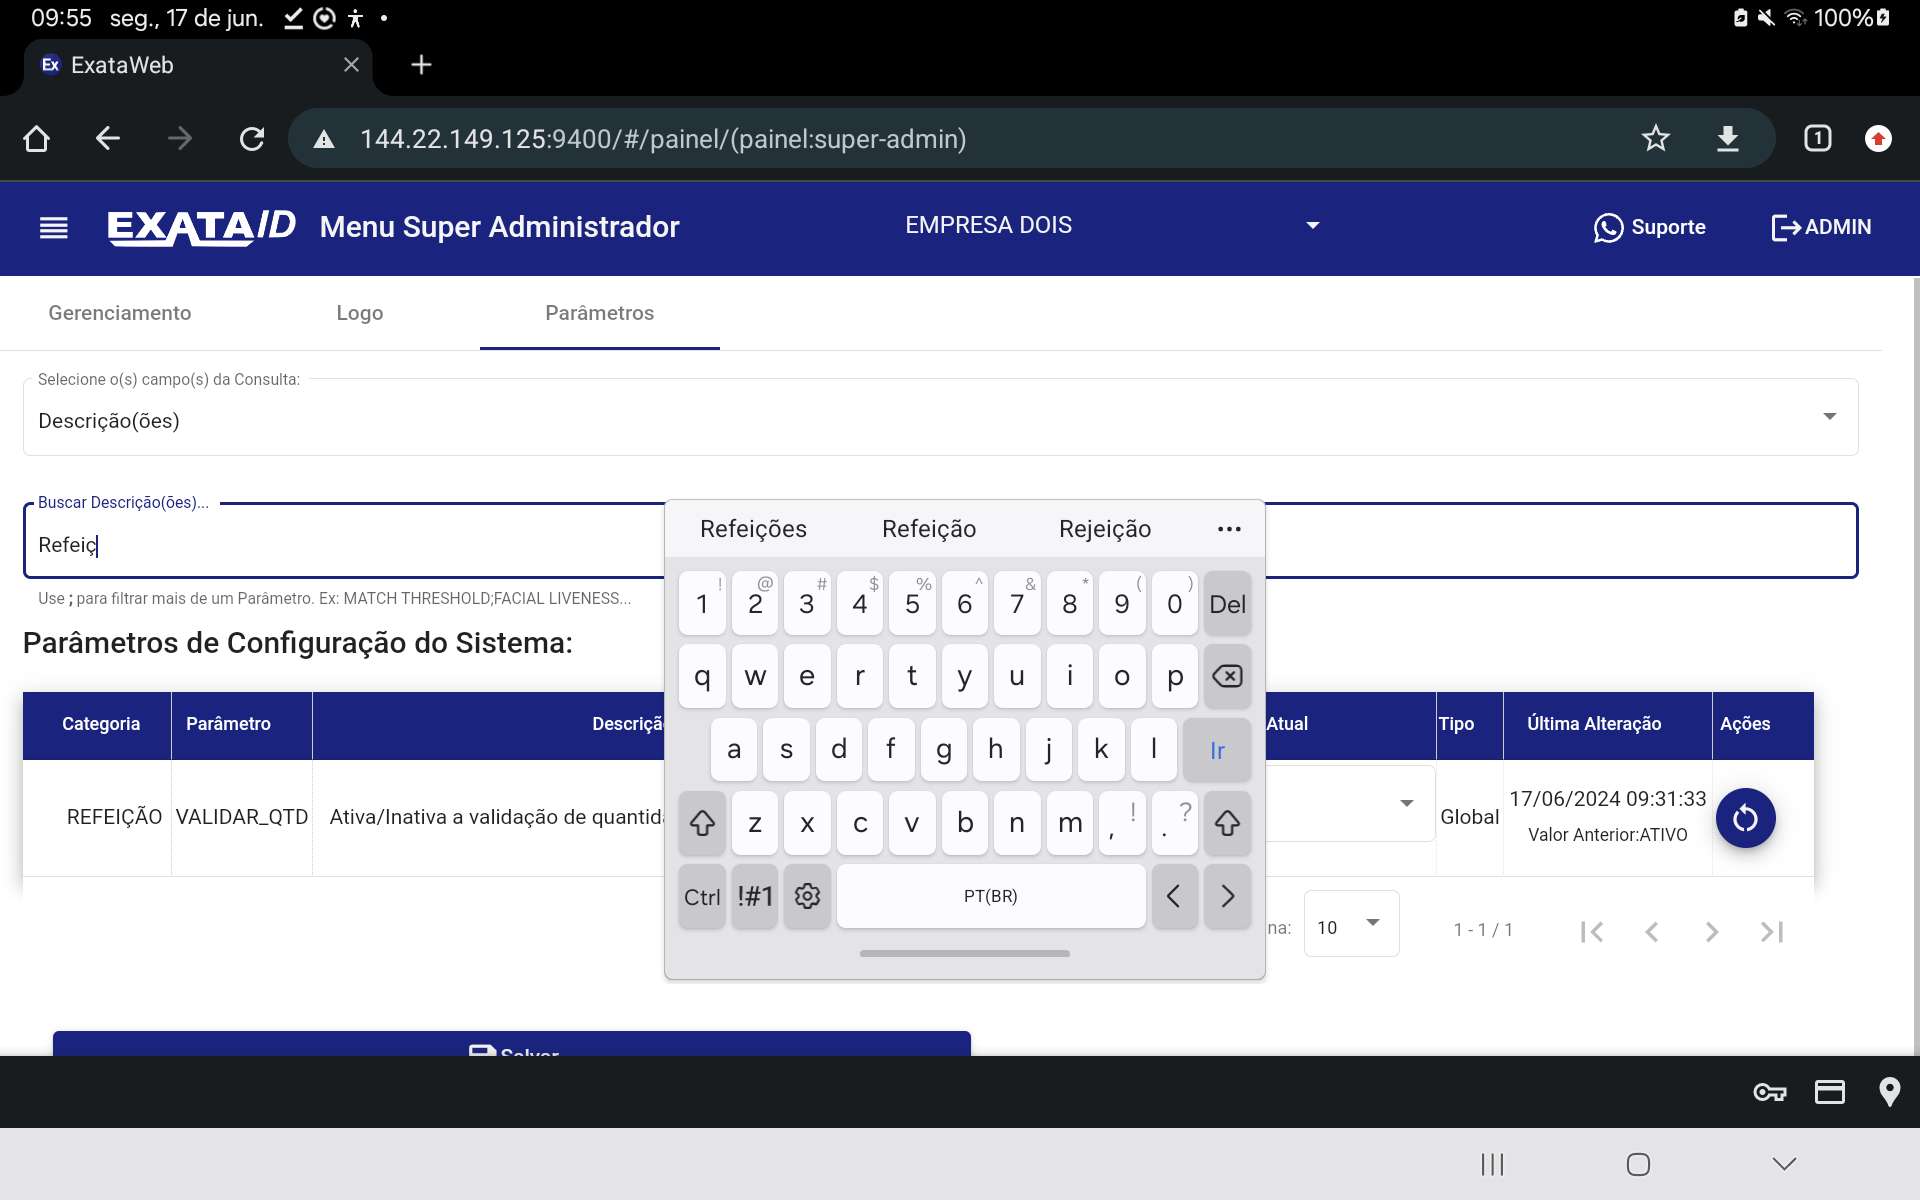 09:55 seg., 17 de jun.
100%
Ex ExataWeb
144.22.149.125:9400/#/painel/(painel:super-admin)
1
EXATA/ID Menu Super Administrador
EMPRESA DOIS
Suporte
ADMIN
Gerenciamento
Logo
Parâmetros
Selecione o(s) campo(s) da Consulta:
Descrição(ões)
Buscar Descrição(ões)...
Refeiç
Use ; para filtrar mais de um Parâmetro. Ex: MATCH THRESHOLD;FACIAL LIVENESS...
Parâmetros de Configuração do Sistema:
Categoria Parâmetro Descriçã Atual Tipo Última Alteração Ações
REFEIÇÃO VALIDAR_QTD Ativa/Inativa a validação de quantida Global 17/06/2024 09:31:33
Valor Anterior:ATIVO
na: 10 1 - 1 / 1
Salvar
Refeições Refeição Rejeição
! @ # $ % ^ & * ( )
1 2 3 4 5 6 7 8 9 0 Del
q w e r t y u i o p
a s d f g h j k l Ir
z x c v b n m , ! . ?
Ctrl !#1 PT(BR) < >